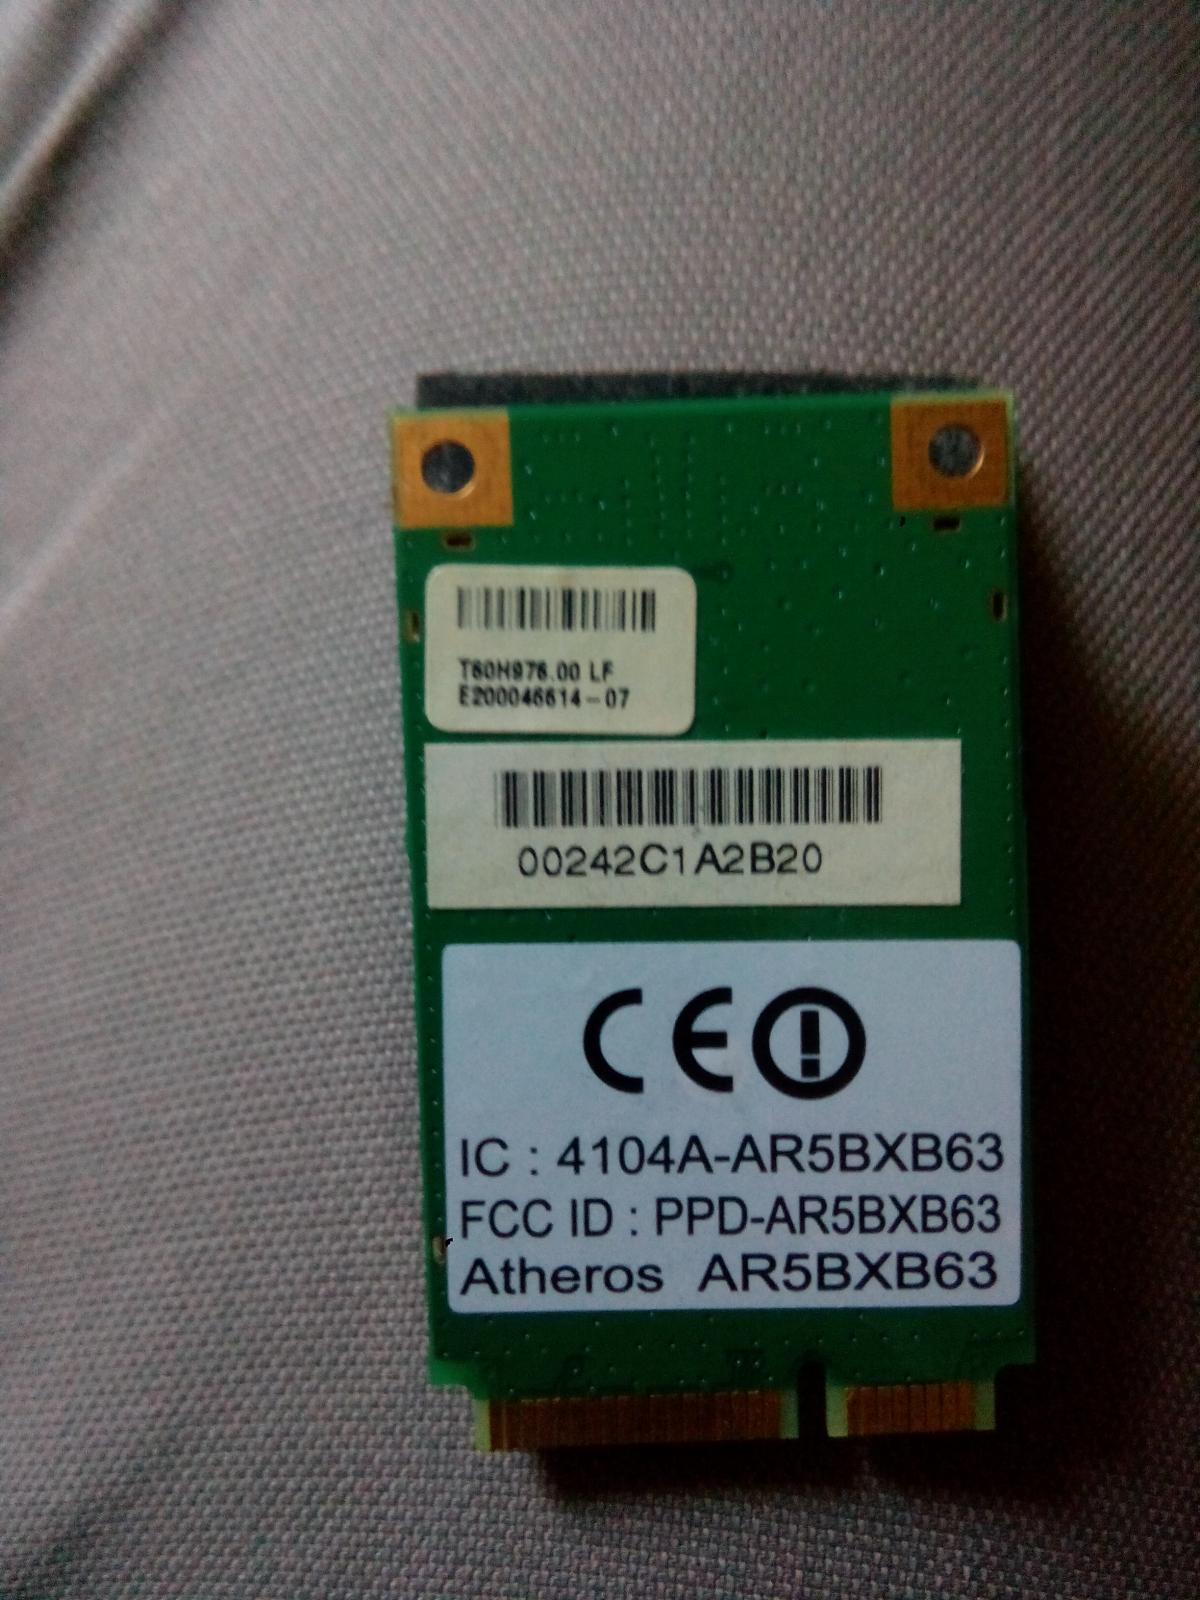 T60H976.00 LF
E200046614-07
00242C1A2B20
CE
IC : 4104A-AR5BXB63
FCC ID : PPD-AR5BXB63
Atheros AR5BXB63